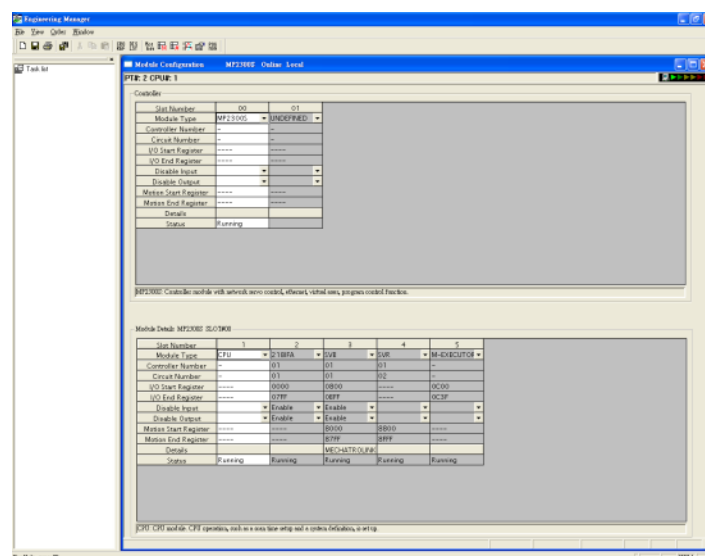 Engineering Manager
File View Order Window
Task list
Module Configuration MP2300S Online Local
PT#: 2 CPU#: 1
Controller
Slot Number 00 01
Module Type MP2300S UNDEFINED
Controller Number - -
Circuit Number - -
I/O Start Register ---- ----
I/O End Register ---- ----
Disable Input
Disable Output
Motion Start Register ---- ----
Motion End Register ---- ----
Details
Status Running
MP2300S: Controller module with network servo control, ethernet, virtual axes, program control function.
Module Details: MP2300S SLOT#00
Slot Number 1 2 3 4 5
Module Type CPU 218IFA SVB SVR M-EXECUTOR
Controller Number - 01 01 01 -
Circuit Number - 01 01 02 -
I/O Start Register ---- 0000 0800 ---- 0C00
I/O End Register ---- 07FF 0BFF ---- 0C3F
Disable Input Enable Enable
Disable Output Enable Enable
Motion Start Register ---- ---- 8000 8800 ----
Motion End Register ---- ---- 87FF 8FFF ----
Details MECHATROLINK
Status Running Running Running Running Running
CPU: CPU module. CPU operation, such as a scan time setup and a system definition, is set up.